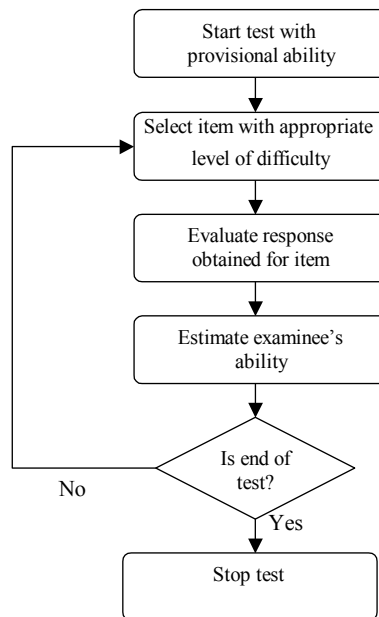 Start test with
provisional ability
Select item with appropriate
level of difficulty
Evaluate response
obtained for item
Estimate examinee’s
ability
Is end of
test?
No
Yes
Stop test